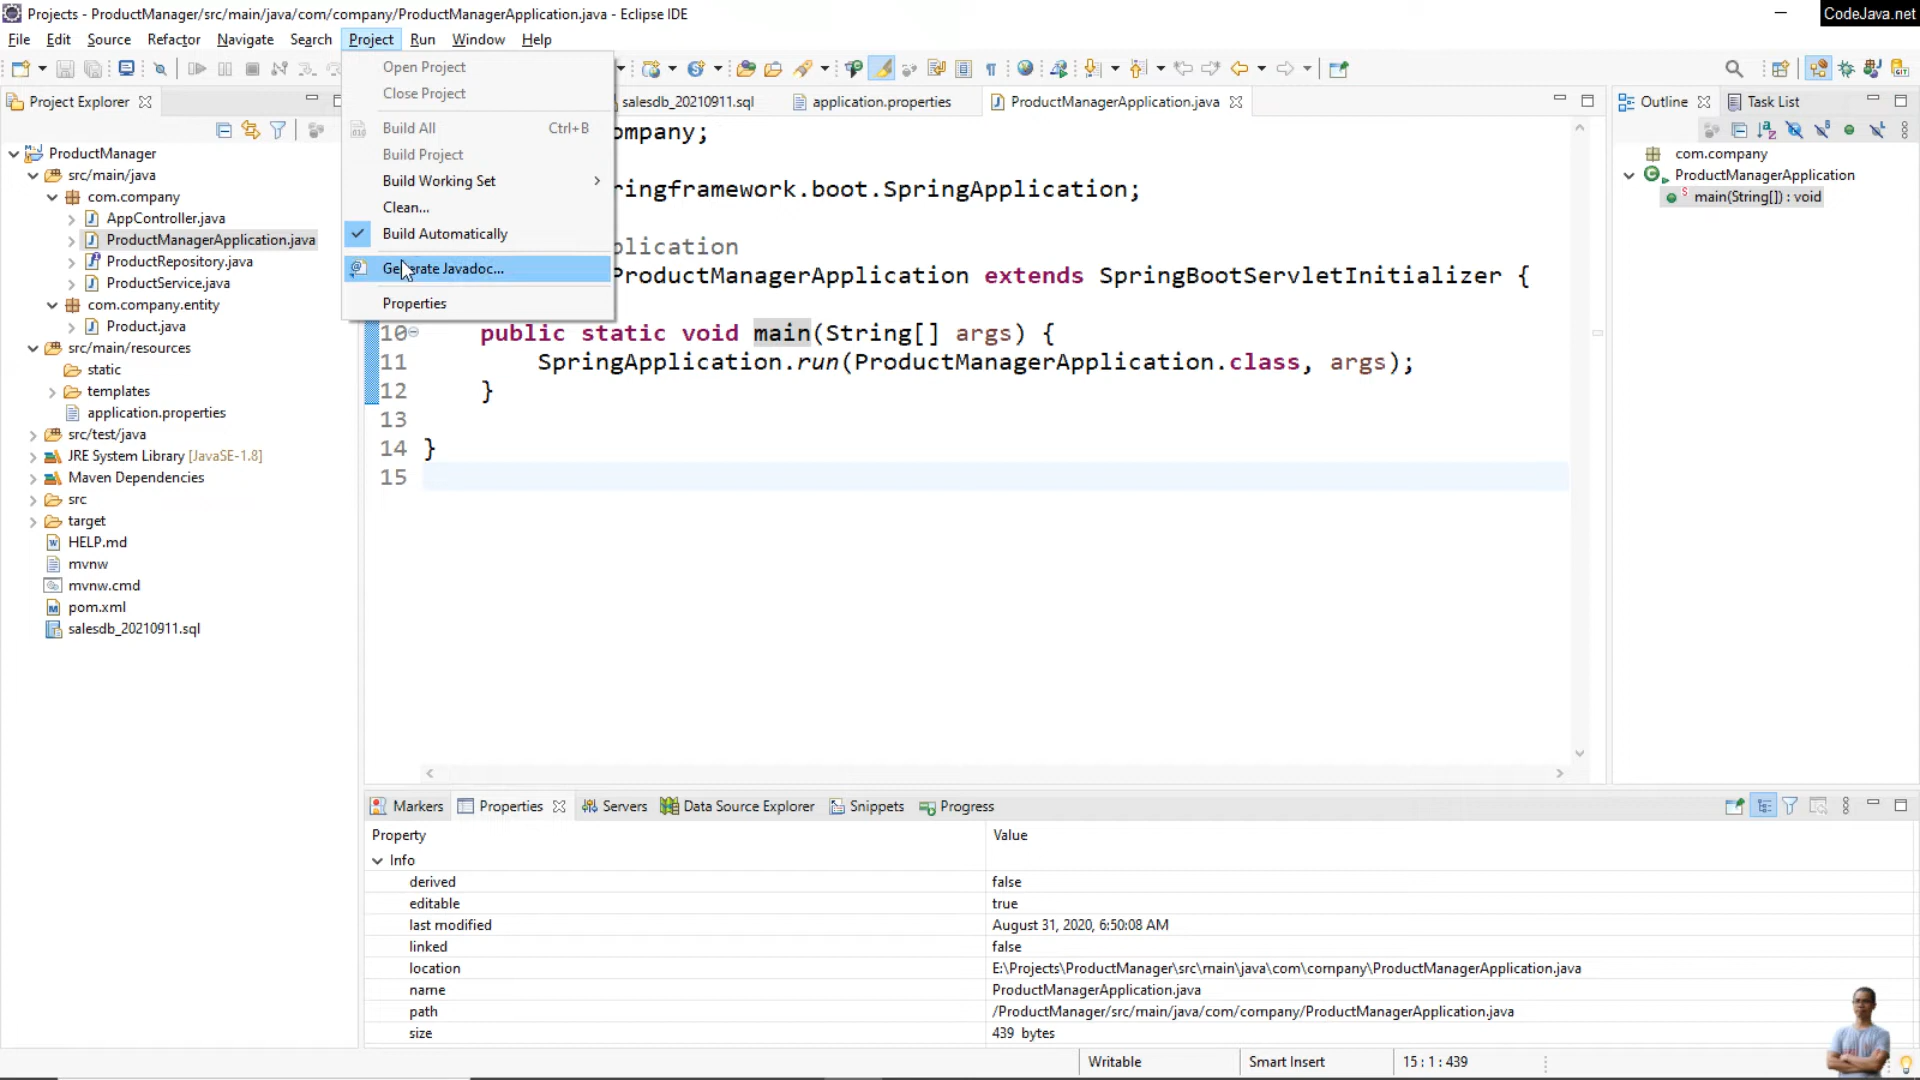 Projects - ProductManager/src/main/java/com/company/ProductManagerApplication.java - Eclipse IDE
CodeJava.net
File Edit Source Refactor Navigate Search Project Run Window Help
Open Project
Close Project
Build All Ctrl+B
Build Project
Build Working Set
Clean...
Build Automatically
Generate Javadoc...
Properties
Project Explorer
ProductManager
src/main/java
com.company
AppController.java
ProductManagerApplication.java
ProductRepository.java
ProductService.java
com.company.entity
Product.java
src/main/resources
static
templates
application.properties
src/test/java
JRE System Library [JavaSE-1.8]
Maven Dependencies
src
target
HELP.md
mvnw
mvnw.cmd
pom.xml
salesdb_20210911.sql
salesdb_20210911.sql application.properties ProductManagerApplication.java
ompany;
ringframework.boot.SpringApplication;
plication
ProductManagerApplication extends SpringBootServletInitializer {
10 public static void main(String[] args) {
11 SpringApplication.run(ProductManagerApplication.class, args);
12 }
13
14 }
15
Outline Task List
com.company
ProductManagerApplication
main(String[]) : void
Markers Properties Servers Data Source Explorer Snippets Progress
Property Value
Info
derived false
editable true
last modified August 31, 2020, 6:50:08 AM
linked false
location E:\Projects\ProductManager\src\main\java\com\company\ProductManagerApplication.java
name ProductManagerApplication.java
path /ProductManager/src/main/java/com/company/ProductManagerApplication.java
size 439 bytes
Writable Smart Insert 15 : 1 : 439